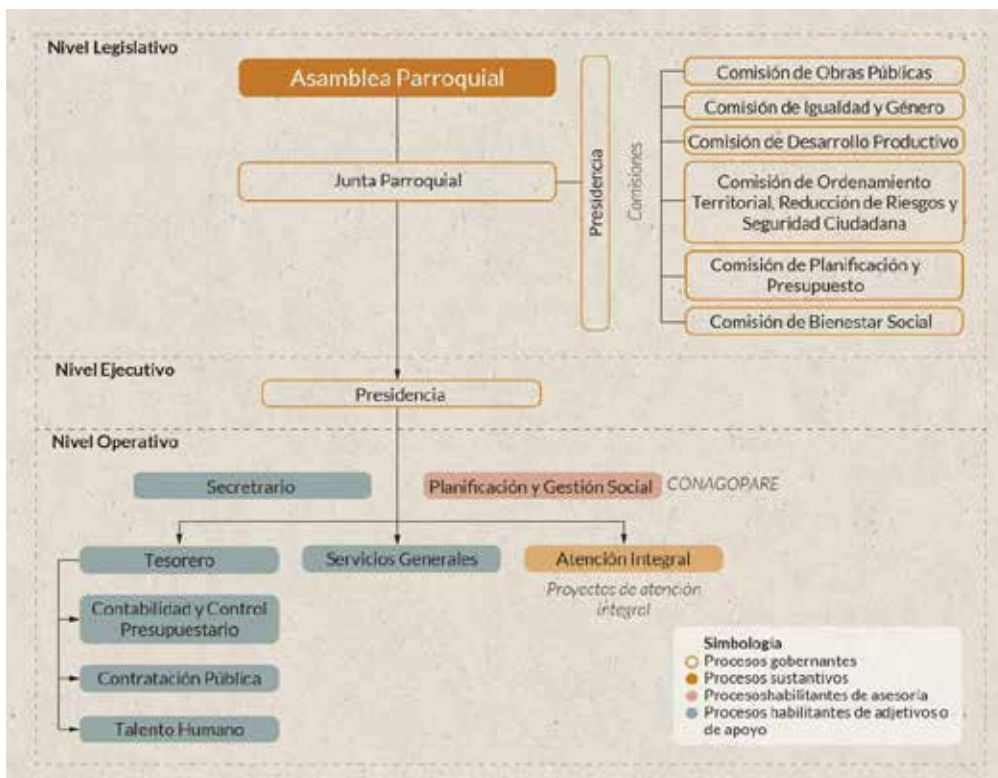 Nivel Legislativo
Asamblea Parroquial
Junta Parroquial
Presidencia
Comisiones
Comisión de Obras Públicas
Comisión de Igualdad y Género
Comisión de Desarrollo Productivo
Comisión de Ordenamiento
Territorial, Reducción de Riesgos y
Seguridad Ciudadana
Comisión de Planificación y
Presupuesto
Comisión de Bienestar Social
Nivel Ejecutivo
Presidencia
Nivel Operativo
Secretrario
Planificación y Gestión Social
CONAGOPARE
Tesorero
Servicios Generales
Atención Integral
Proyectos de atención
integral
Contabilidad y Control
Presupuestario
Contratación Pública
Talento Humano
Simbología
Procesos gobernantes
Procesos sustantivos
Procesoshabilitantes de asesoría
Procesos habilitantes de adjetivos o
de apoyo